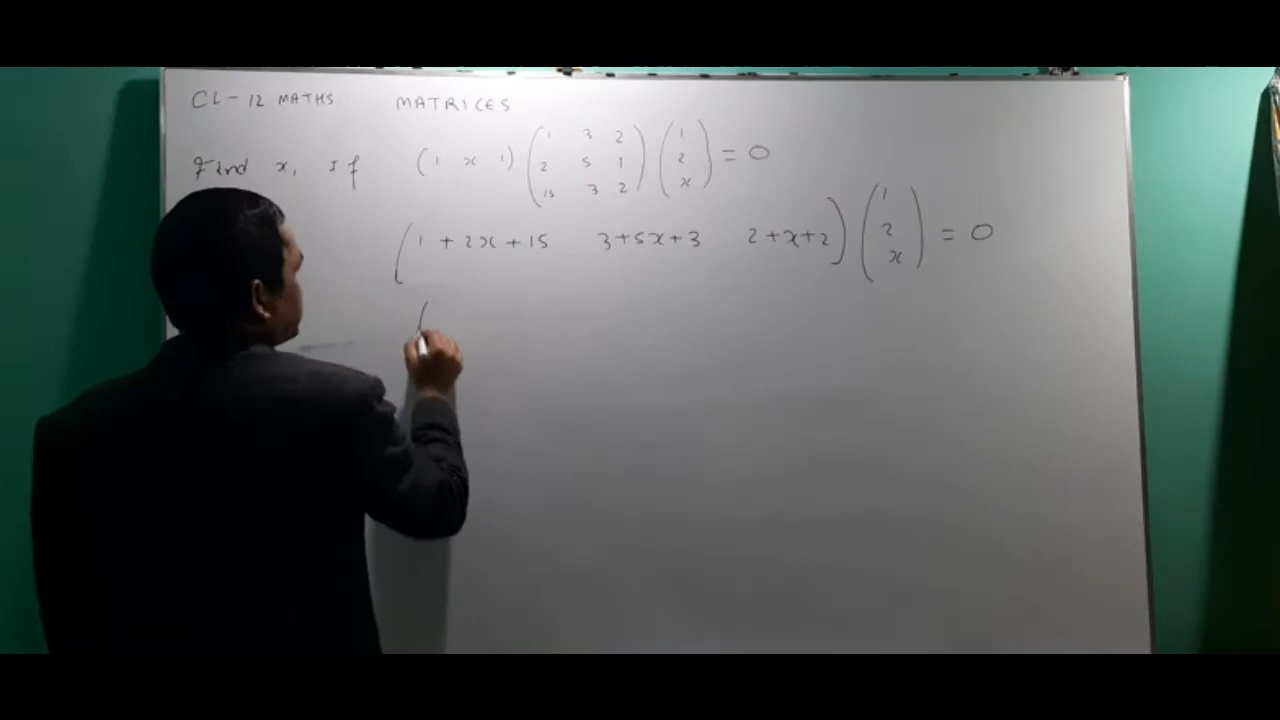 CL-12 MATHS MATRICES
Find x, If (1 x 1) (1 3 2 2 5 1 15 3 2) (1 2 x) = 0
(1 + 2x + 15 3+5x+3 2+x+2) (1 2 x) = 0
(